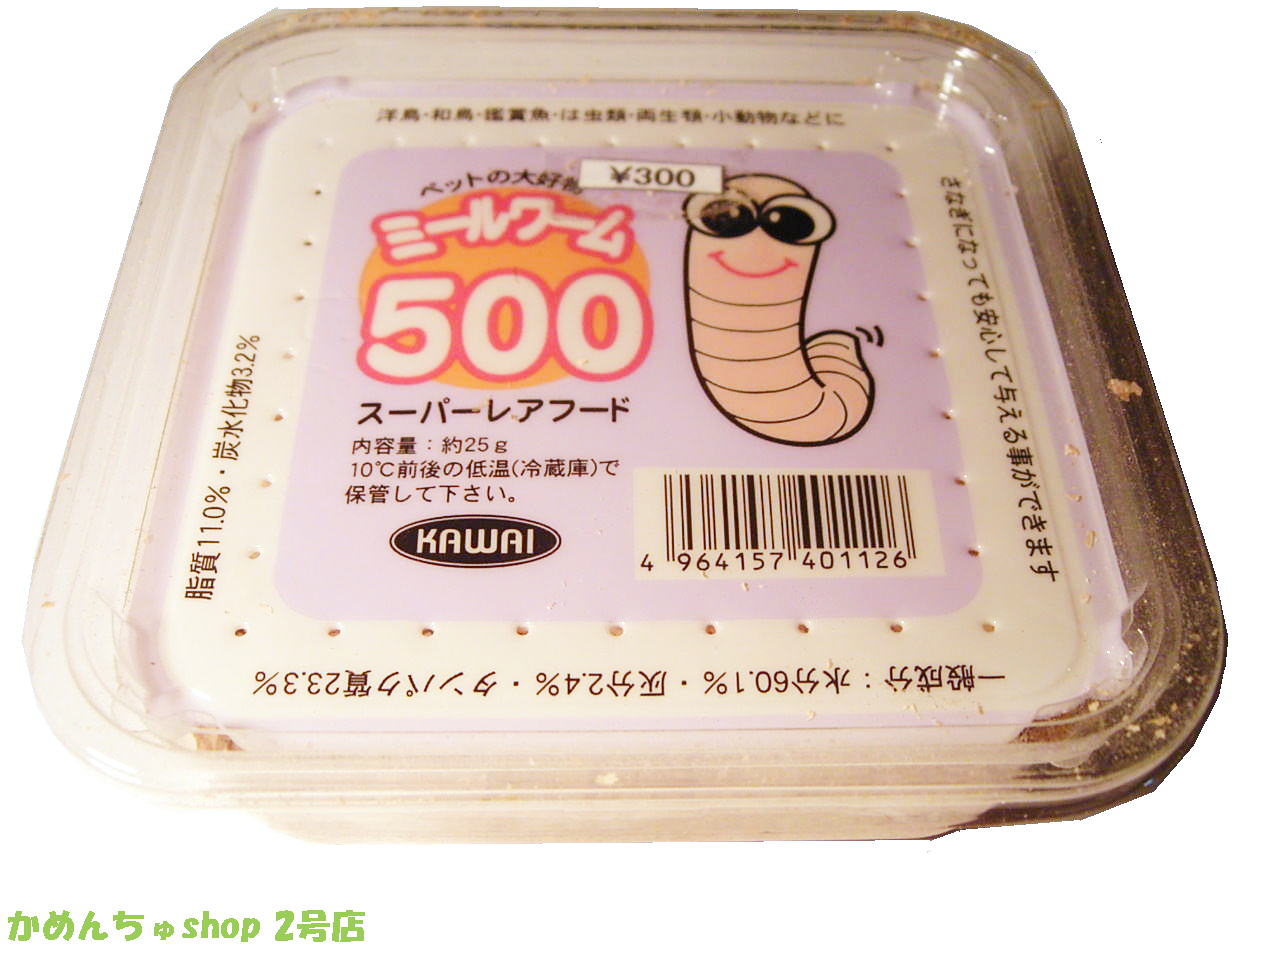 洋鳥・和鳥・鑑賞魚・は虫類・両生類・小動物などに
ペットの大好
¥300
ミールワーム
500
スーパーレアフード
内容量：約25g
10℃前後の低温(冷蔵庫)で
保管して下さい。
KAWAI
4 964157 401126
さなぎになっても安心して与える事ができます
一般成分：水分60.1%・灰分2.4%・タンパク質23.3%
脂質11.0%・炭水化物3.2%
かめんちゅshop 2号店